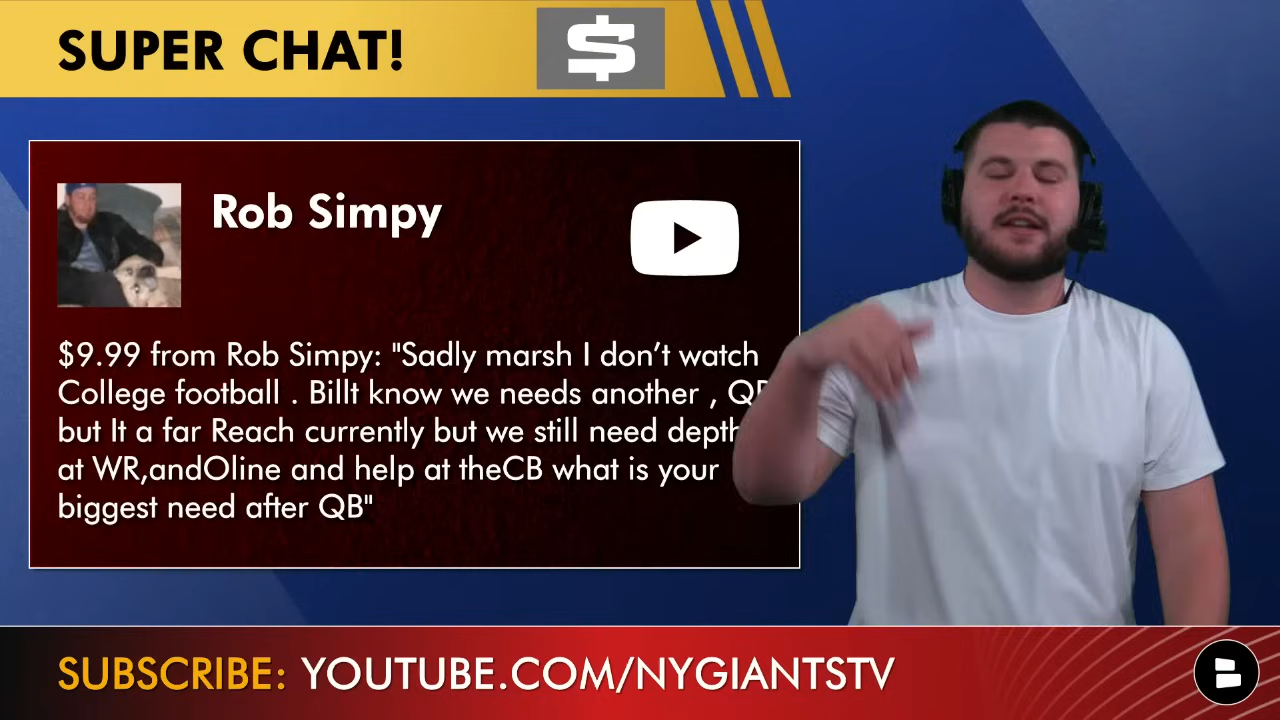 SUPER CHAT!
Rob Simpy
$9.99 from Rob Simpy: "Sadly marsh I don’t watch
College football . Billt know we needs another ,
but It a far Reach currently but we still need depth
at WR,andOline and help at theCB what is your
biggest need after QB"
SUBSCRIBE: YOUTUBE.COM/NYGIANTSTV